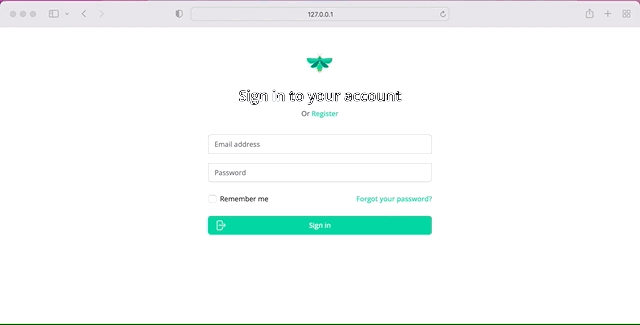 127.0.0.1
Sign in to your account
Or Register
Email address
Password
Remember me
Forgot your password?
Sign in